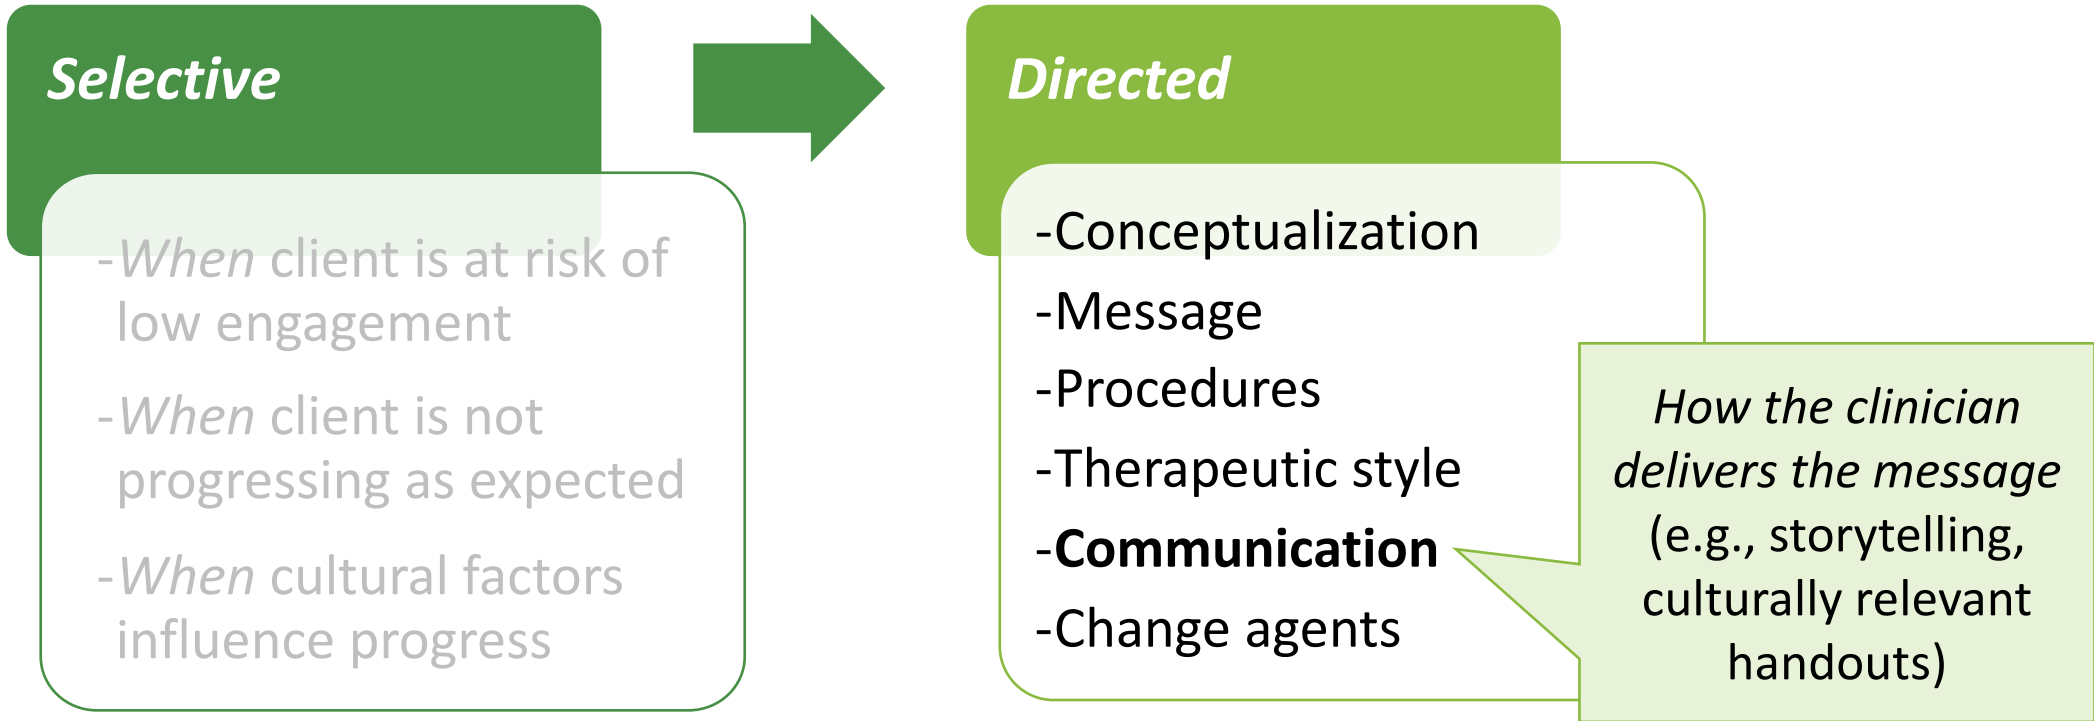 Selective
-When client is at risk of
low engagement
-When client is not
progressing as expected
-When cultural factors
influence progress
Directed
-Conceptualization
-Message
-Procedures
-Therapeutic style
-Communication
-Change agents
How the clinician
delivers the message
(e.g., storytelling,
culturally relevant
handouts)